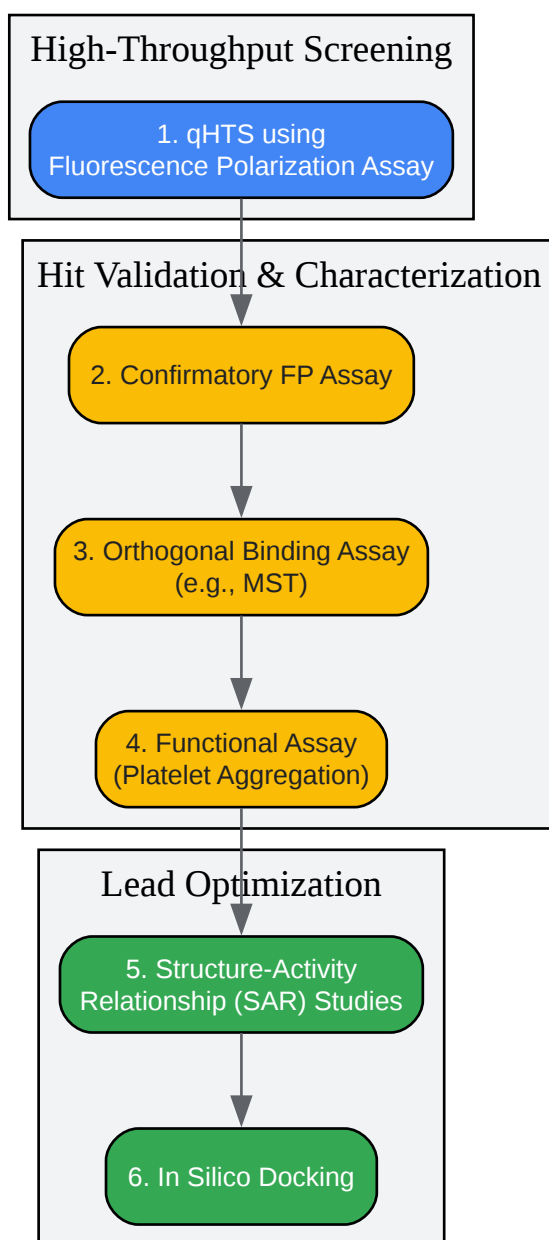 High-Throughput Screening
1. qHTS using
Fluorescence Polarization Assay
Hit Validation & Characterization
2. Confirmatory FP Assay
3. Orthogonal Binding Assay
(e.g., MST)
4. Functional Assay
(Platelet Aggregation)
Lead Optimization
5. Structure-Activity
Relationship (SAR) Studies
6. In Silico Docking